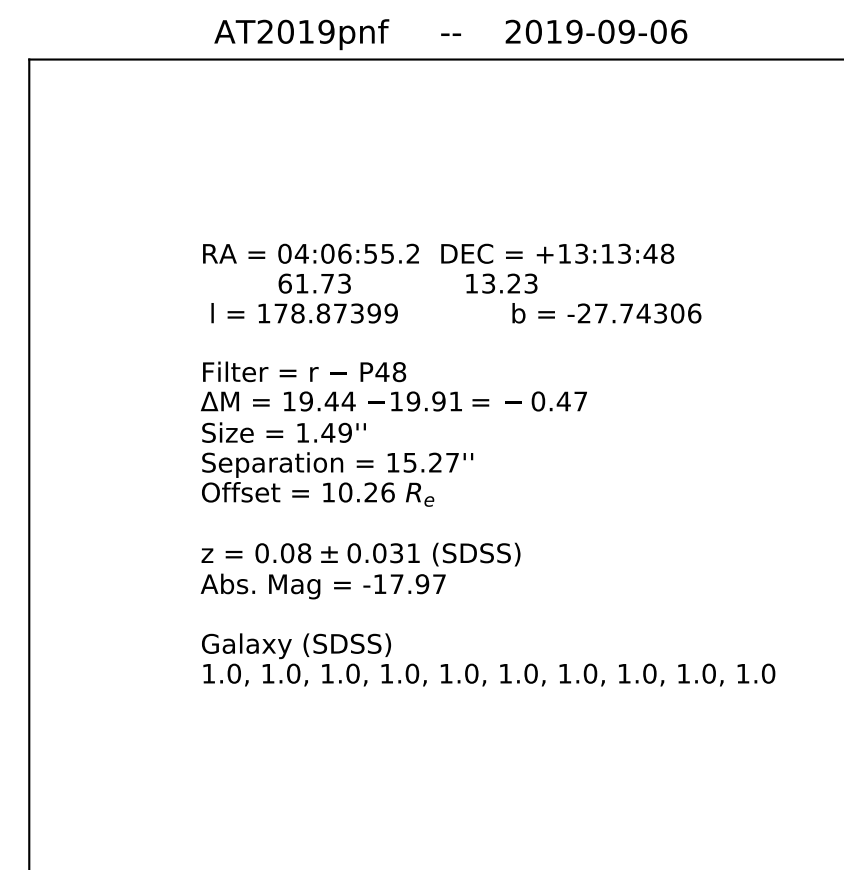 AT2019pnf -- 2019-09-06
RA = 04:06:55.2 DEC = +13:13:48
61.73 13.23
l = 178.87399 b = -27.74306
Filter = r − P48
ΔM = 19.44 −19.91 = − 0.47
Size = 1.49''
Separation = 15.27''
Offset = 10.26 Rₑ
z = 0.08 ± 0.031 (SDSS)
Abs. Mag = -17.97
Galaxy (SDSS)
1.0, 1.0, 1.0, 1.0, 1.0, 1.0, 1.0, 1.0, 1.0, 1.0